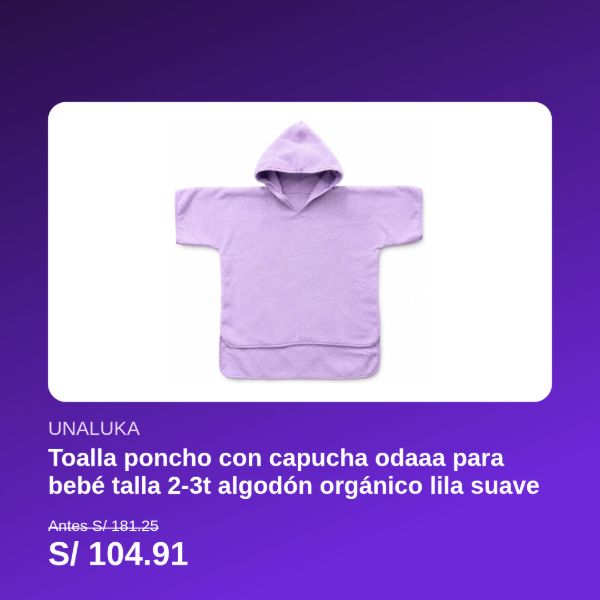 UNALUKA
Toalla poncho con capucha odaaa para
bebé talla 2-3t algodón orgánico lila suave
Antes S/ 181.25
S/ 104.91